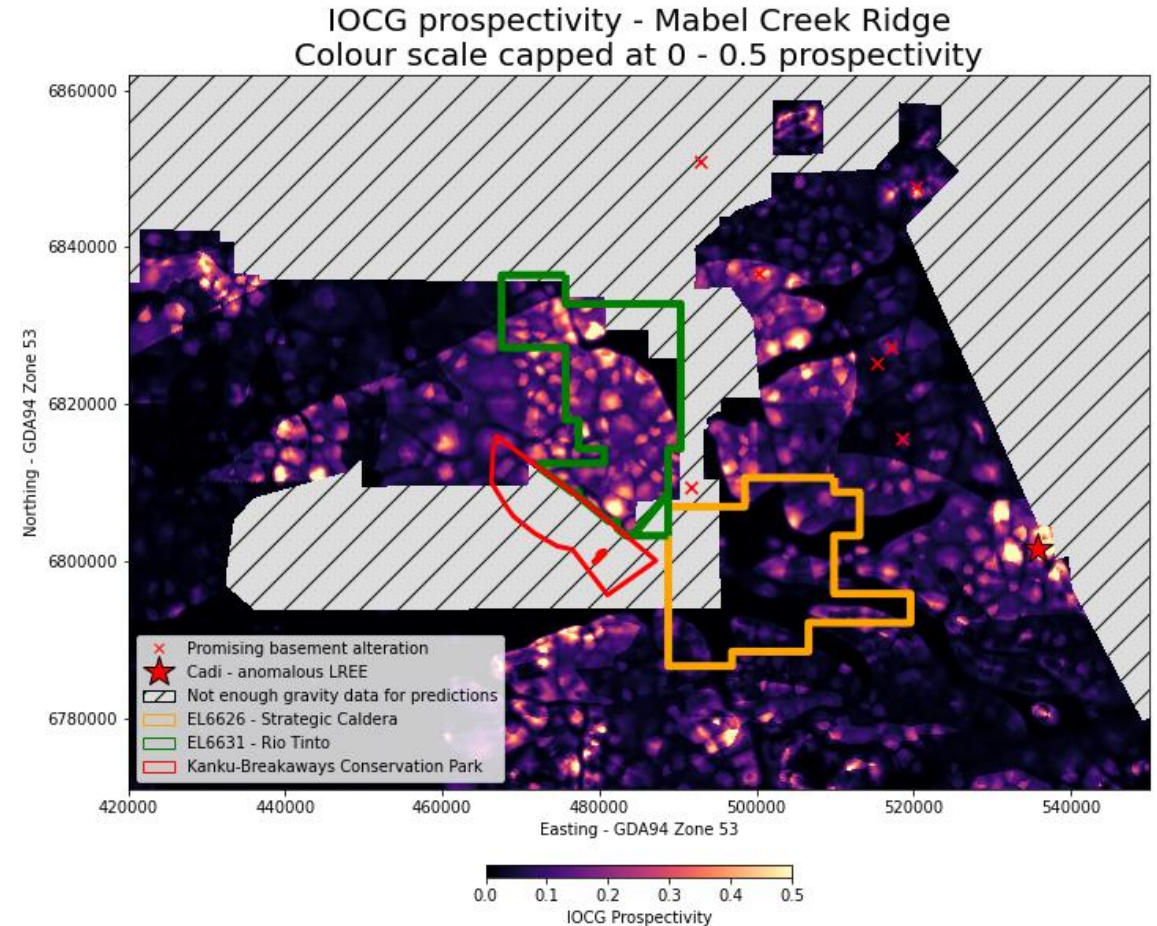 IOCG prospectivity - Mabel Creek Ridge
Colour scale capped at 0 - 0.5 prospectivity
6860000
6840000
6820000
6800000
6780000
Northing - GDA94 Zone 53
Promising basement alteration
Cadi - anomalous LREE
Not enough gravity data for predictions
EL6626 - Strategic Caldera
EL6631 - Rio Tinto
Kanku-Breakaways Conservation Park
420000 440000 460000 480000 500000 520000 540000
Easting - GDA94 Zone 53
0.0 0.1 0.2 0.3 0.4 0.5
IOCG Prospectivity